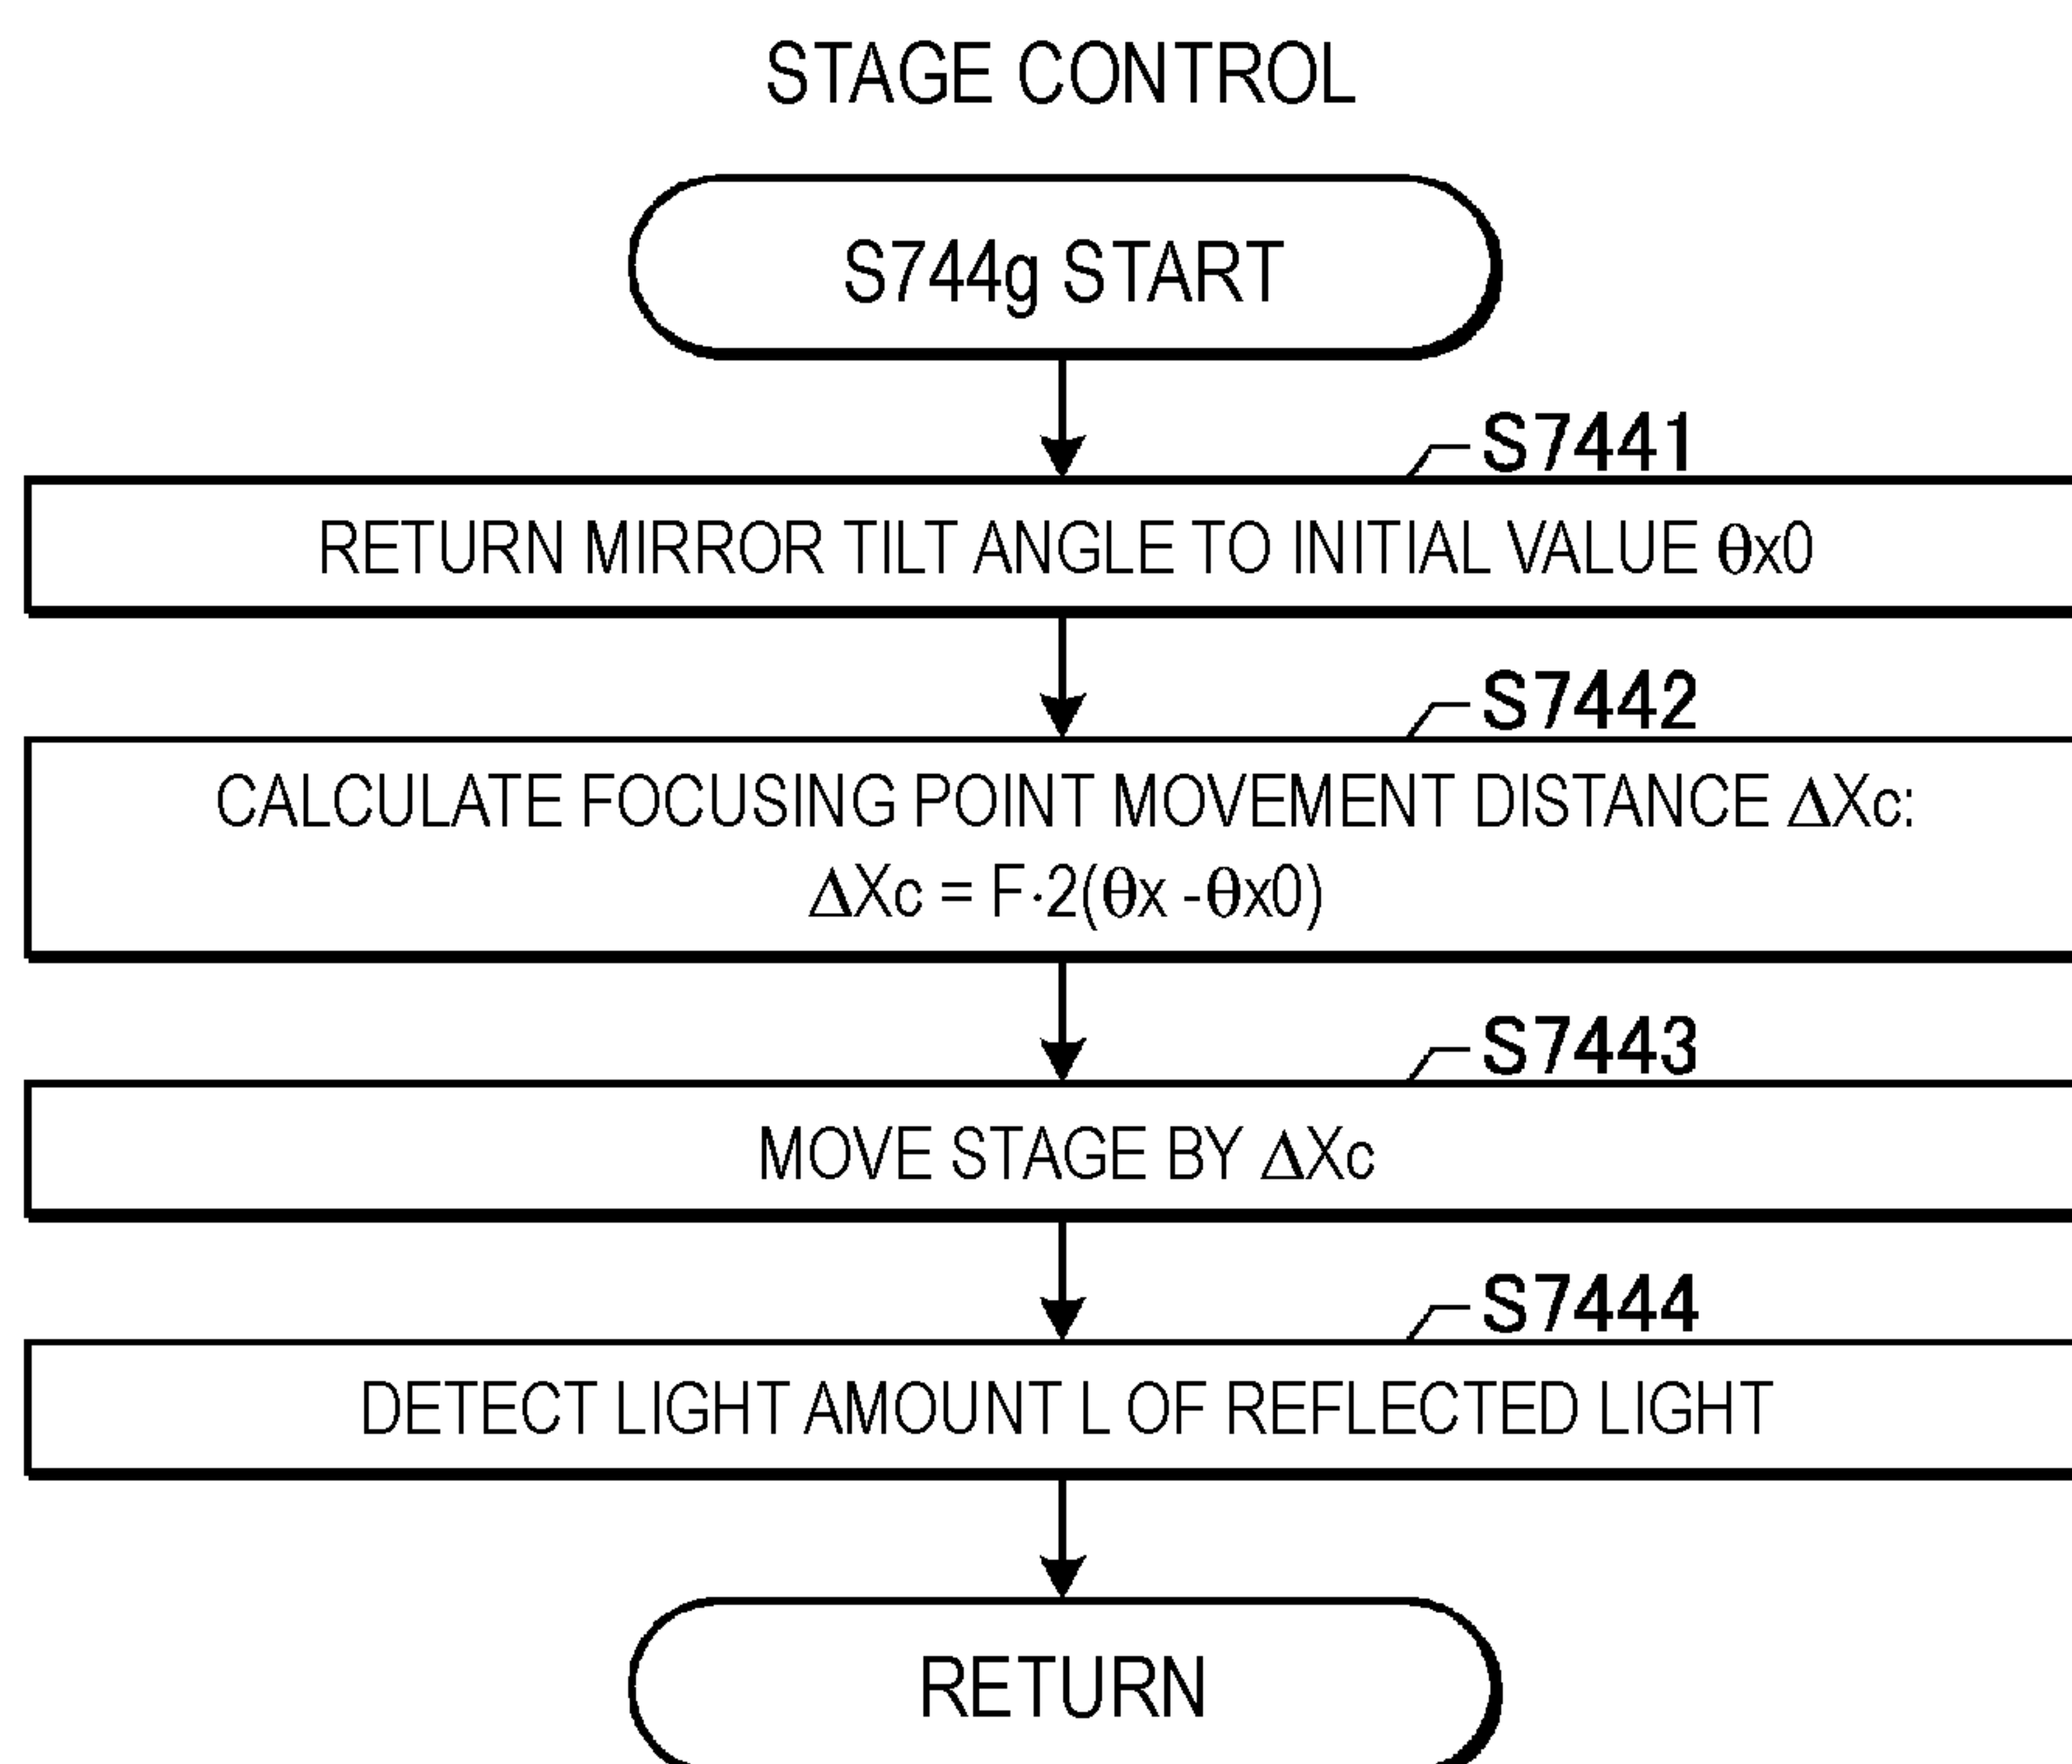 STAGE CONTROL
S744g START
S7441
RETURN MIRROR TILT ANGLE TO INITIAL VALUE θx0
S7442
CALCULATE FOCUSING POINT MOVEMENT DISTANCE ΔXc:
ΔXc = F·2(θx -θx0)
S7443
MOVE STAGE BY ΔXc
S7444
DETECT LIGHT AMOUNT L OF REFLECTED LIGHT
RETURN